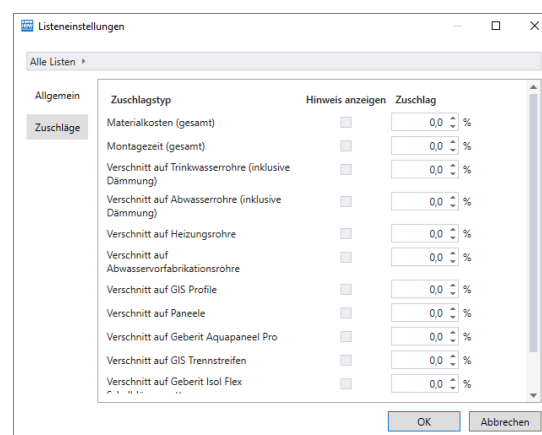 Listeneinstellungen
Alle Listen
Allgemein
Zuschläge
Zuschlagstyp Hinweis anzeigen Zuschlag
Materialkosten (gesamt) 0,0 %
Montagezeit (gesamt) 0,0 %
Verschnitt auf Trinkwasserrohre (inklusive
Dämmung) 0,0 %
Verschnitt auf Abwasserrohre (inklusive
Dämmung) 0,0 %
Verschnitt auf Heizungsrohre 0,0 %
Verschnitt auf
Abwasservorfabrikationsrohre 0,0 %
Verschnitt auf GIS Profile 0,0 %
Verschnitt auf Paneele 0,0 %
Verschnitt auf Geberit Aquapaneel Pro 0,0 %
Verschnitt auf GIS Trennstreifen 0,0 %
Verschnitt auf Geberit Isol Flex 0,0 %
OK Abbrechen